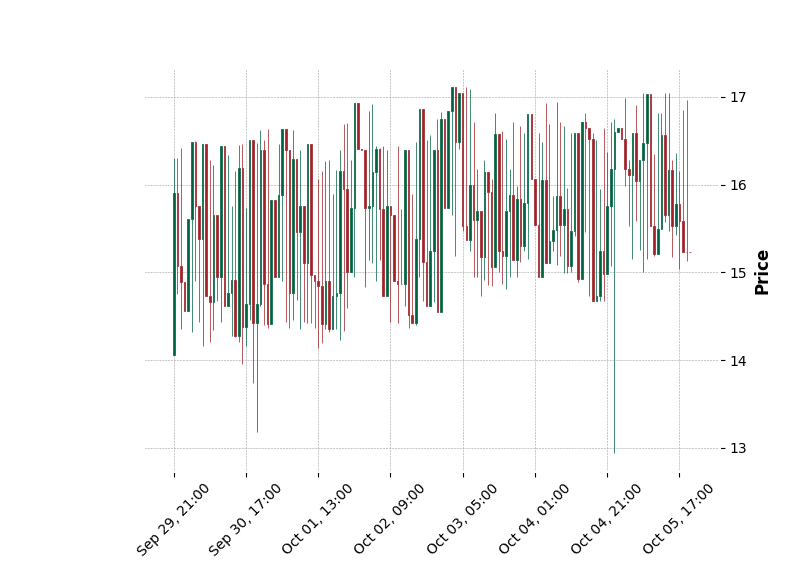 17
16
15
14
13
Price
Sep 29, 21:00
Sep 30, 17:00
Oct 01, 13:00
Oct 02, 09:00
Oct 03, 05:00
Oct 04, 01:00
Oct 04, 21:00
Oct 05, 17:00